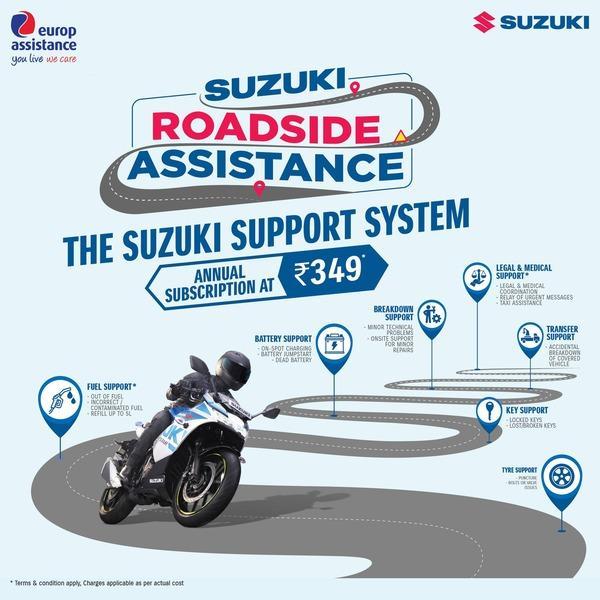 europ
assistance
you live we care
SUZUKI
SUZUKI
ROADSIDE
ASSISTANCE
THE SUZUKI SUPPORT SYSTEM
ANNUAL
SUBSCRIPTION AT
₹349*
LEGAL & MEDICAL
SUPPORT*
- LEGAL & MEDICAL
COORDINATION
- RELAY OF URGENT MESSAGES
- TAXI ASSISTANCE
BREAKDOWN
SUPPORT
- MINOR TECHNICAL
PROBLEMS
- ONSITE SUPPORT
FOR MINOR
REPAIRS
TRANSFER
SUPPORT
- ACCIDENTAL
BREAKDOWN
OF COVERED
VEHICLE
BATTERY SUPPORT
- ON-SPOT CHARGING
- BATTERY JUMPSTART
- DEAD BATTERY
FUEL SUPPORT*
- OUT OF FUEL
- INCORRECT /
CONTAMINATED FUEL
- REFILL UP TO 5L
KEY SUPPORT
- LOCKED KEYS
- LOST/BROKEN KEYS
TYRE SUPPORT
- PUNCTURE
- BOLTS OR VALVE
ISSUES
SUZUKI
* Terms & condition apply, Charges applicable as per actual cost